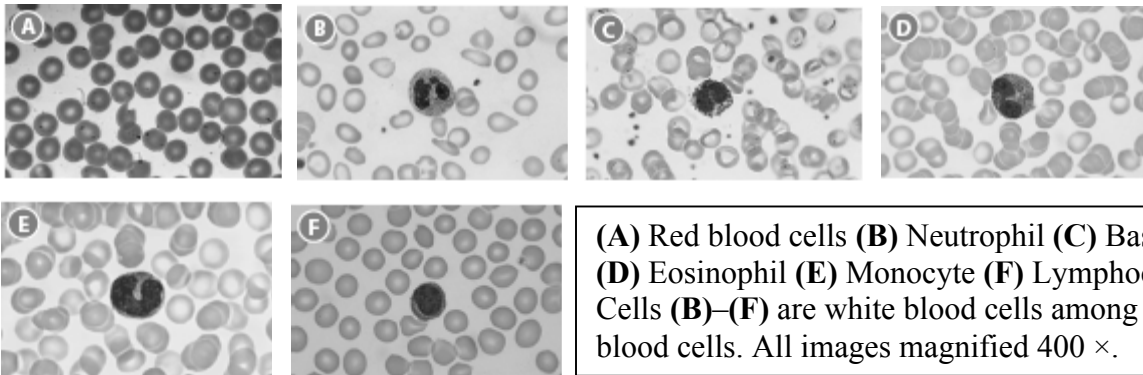 A
B
C
D
E
F
(A) Red blood cells (B) Neutrophil (C)
(D) Eosinophil (E) Monocyte (F)
Cells (B)–(F) are white blood cells among
blood cells. All images magnified 400 ×.